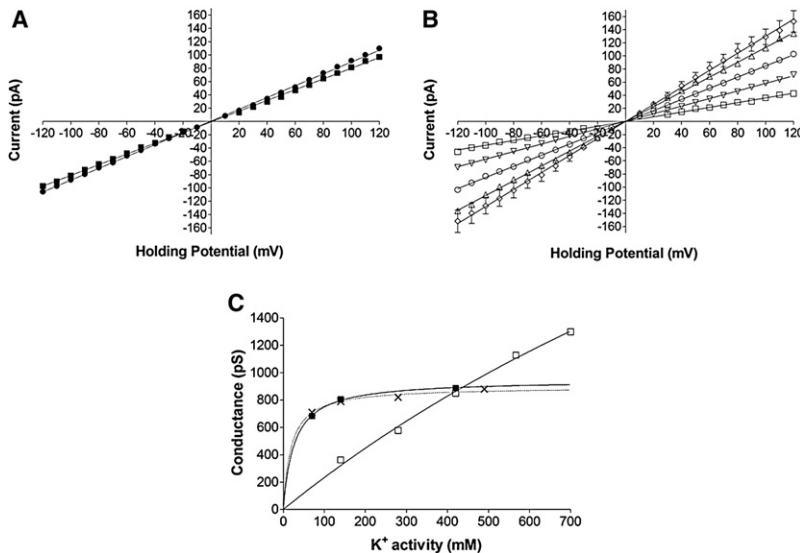 A
B
Current (pA)
160
140
120
100
80
60
40
20
-120 -100 -80 -60 -40 -20
20 40 60 80 100 120
-20
-40
-60
-80
-100
-120
-140
-160
Holding Potential (mV)
Current (pA)
160
140
120
100
80
60
40
20
-120 -100 -80 -60 -40
20 40 60 80 100 120
-20
-40
-60
-80
-100
-120
-140
-160
Holding Potential (mV)
C
Conductance (pS)
1400
1200
1000
800
600
400
200
0
0 100 200 300 400 500 600 700
K⁺ activity (mM)